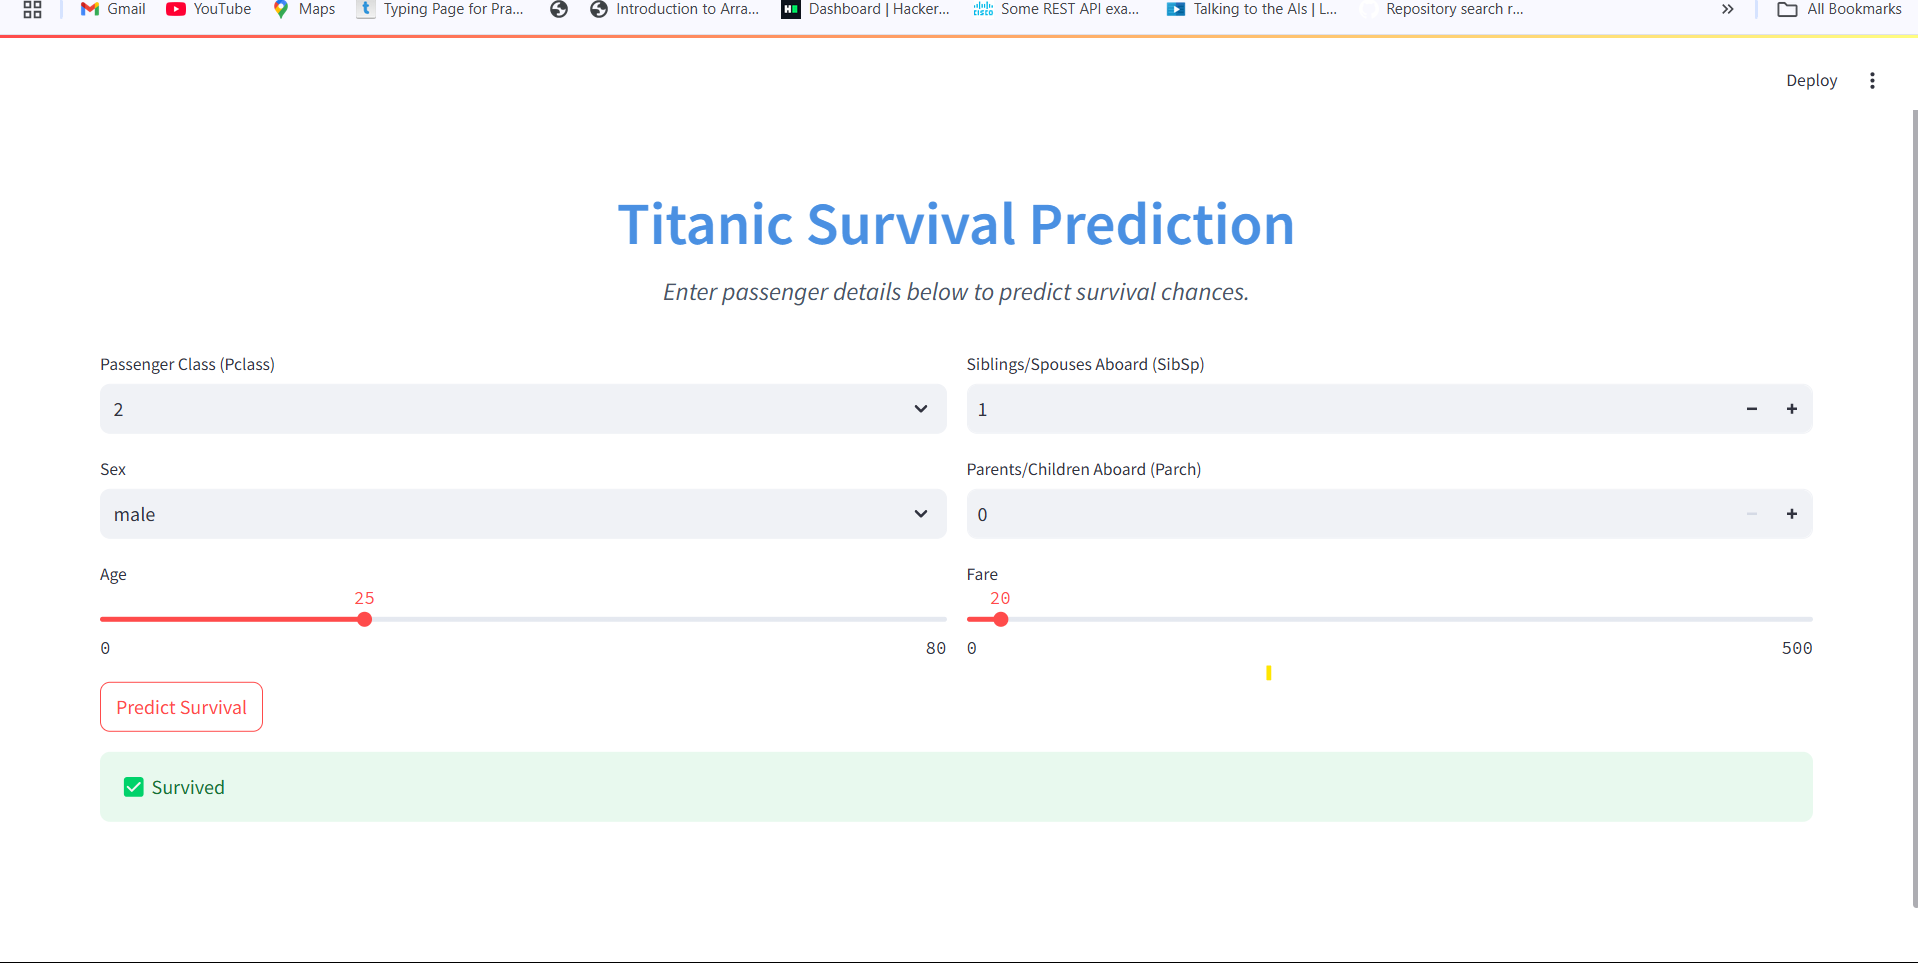 Gmail YouTube Maps Typing Page for Pra... Introduction to Arra... Dashboard | Hacker... Some REST API exa... Talking to the AIs | L... Repository search r... All Bookmarks
Deploy
Titanic Survival Prediction
Enter passenger details below to predict survival chances.
Passenger Class (Pclass)
2
Siblings/Spouses Aboard (SibSp)
1
Sex
male
Parents/Children Aboard (Parch)
0
Age
25
0 80
Fare
20
0 500
Predict Survival
Survived